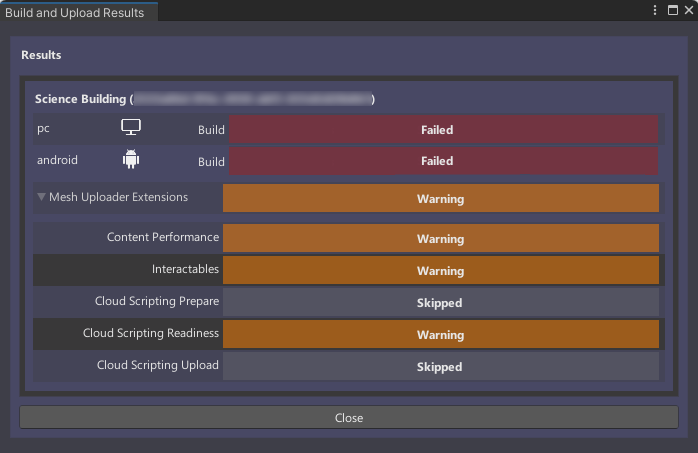 Build and Upload Results
Results
Science Building (
)
pc Build Failed
android Build Failed
Mesh Uploader Extensions Warning
Content Performance Warning
Interactables Warning
Cloud Scripting Prepare Skipped
Cloud Scripting Readiness Warning
Cloud Scripting Upload Skipped
Close